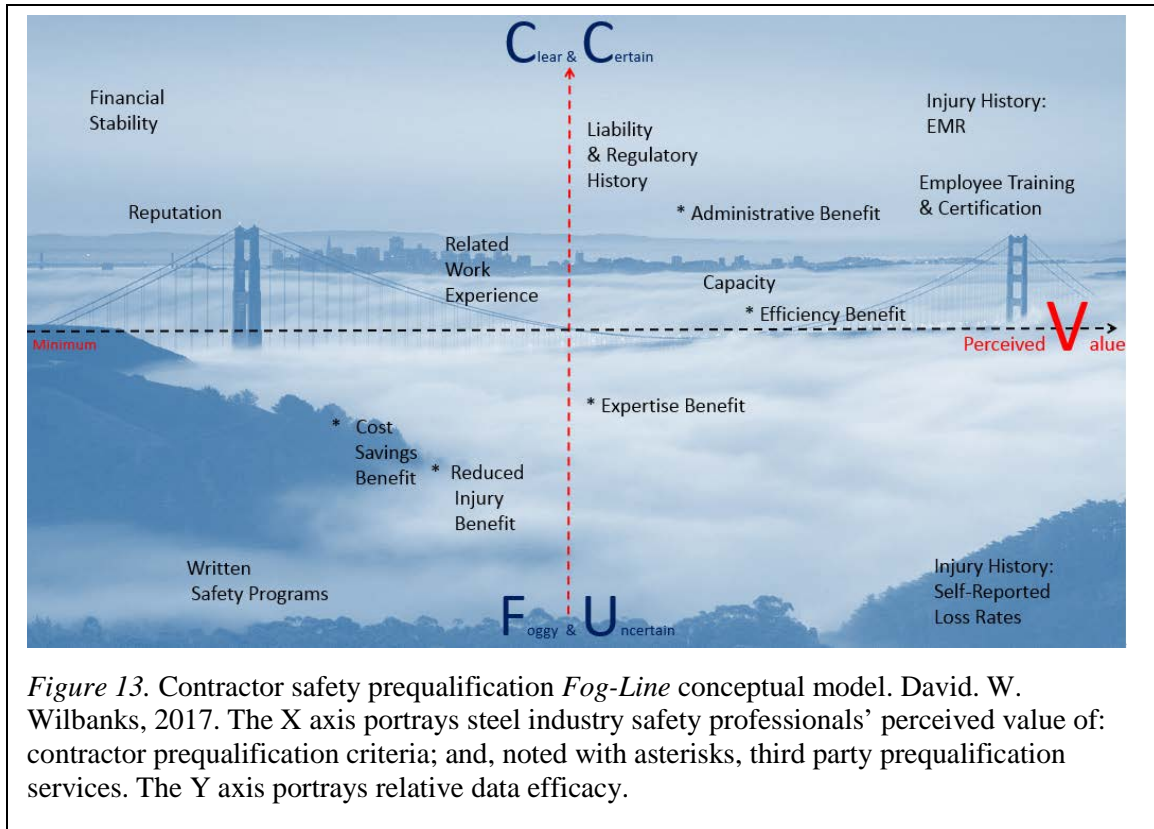 Clear & Certain
Financial
Stability
Injury History:
EMR
Liability
& Regulatory
History
Employee Training
& Certification
Reputation
* Administrative Benefit
Related
Work
Experience
Capacity
* Efficiency Benefit
Minimum
Perceived Value
* Expertise Benefit
* Cost
Savings
Benefit
* Reduced
Injury
Benefit
Written
Safety Programs
Injury History:
Self-Reported
Loss Rates
Foggy & Uncertain
Figure 13. Contractor safety prequalification Fog-Line conceptual model. David. W.
Wilbanks, 2017. The X axis portrays steel industry safety professionals’ perceived value of:
contractor prequalification criteria; and, noted with asterisks, third party prequalification
services. The Y axis portrays relative data efficacy.